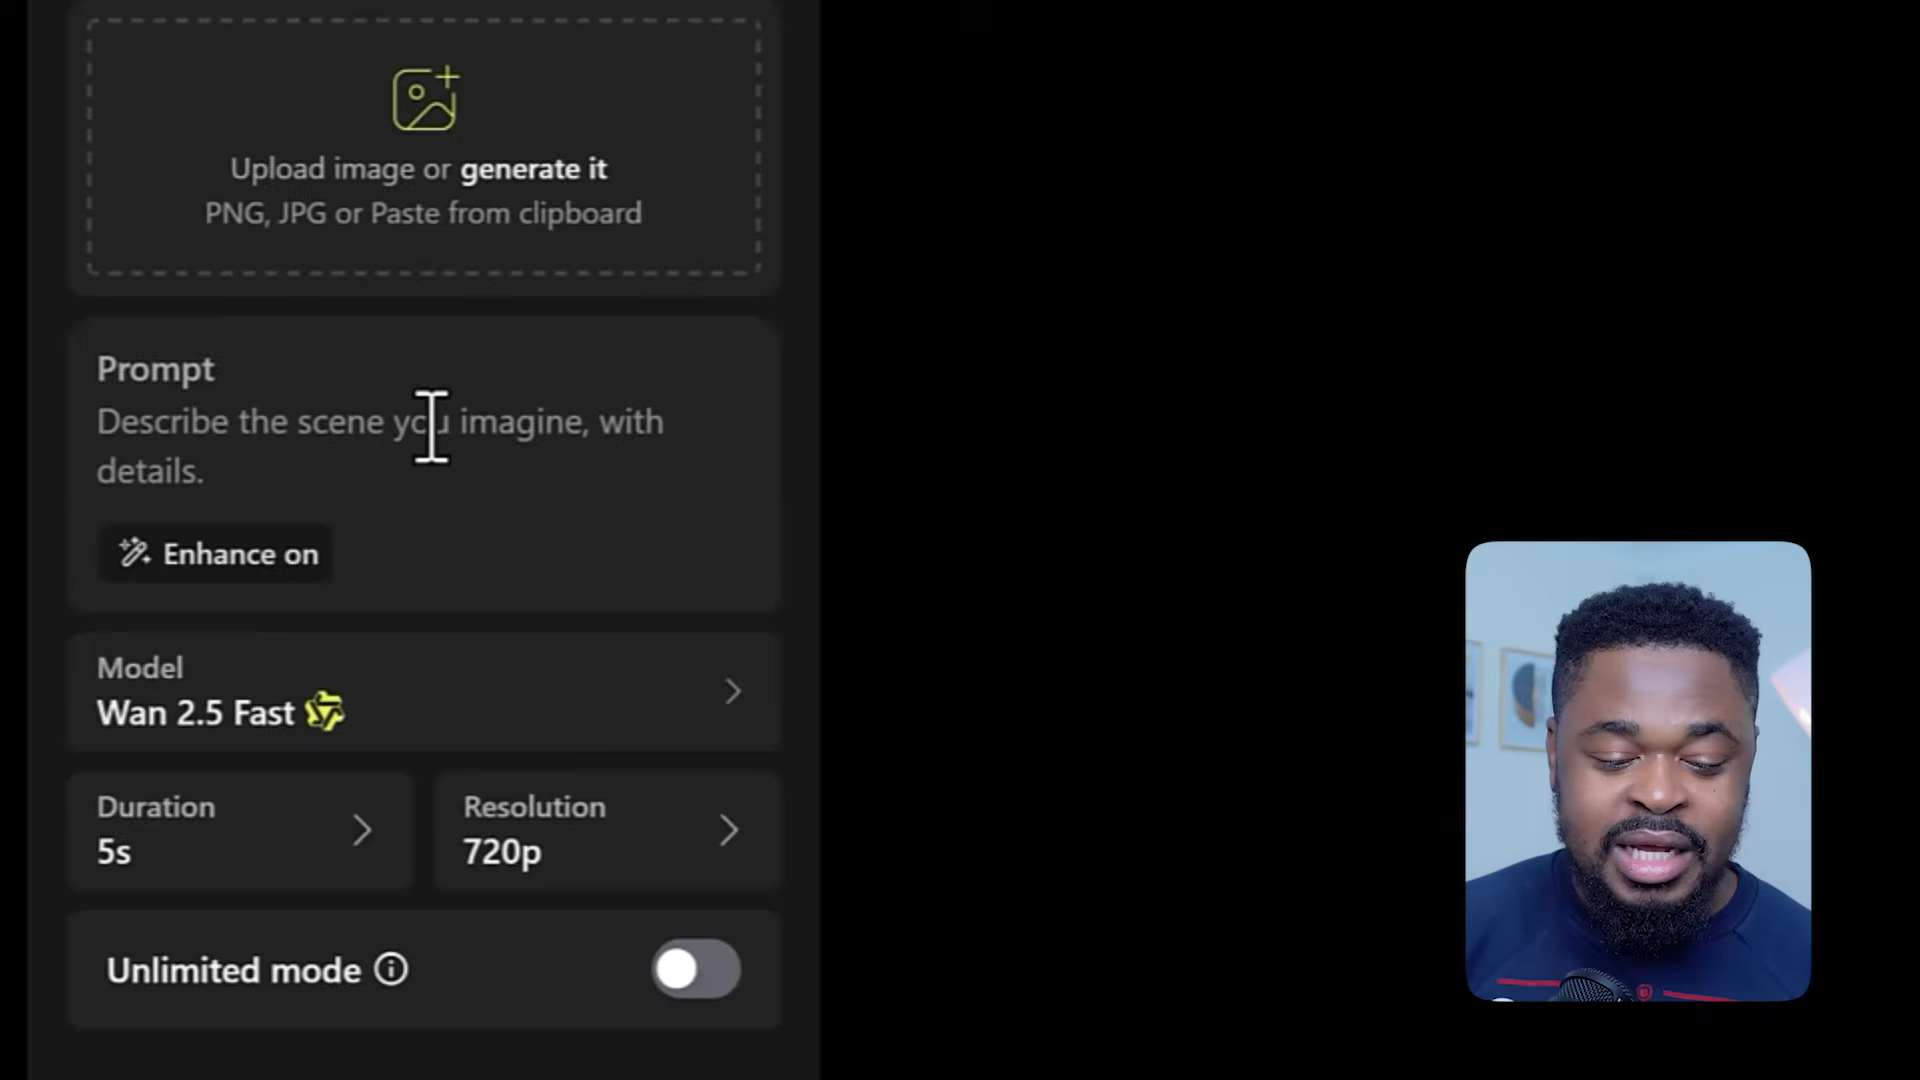 Upload image or generate it
PNG, JPG or Paste from clipboard
Prompt
Describe the scene you imagine, with
details.
Enhance on
Model
Wan 2.5 Fast
Duration
5s
Resolution
720p
Unlimited mode